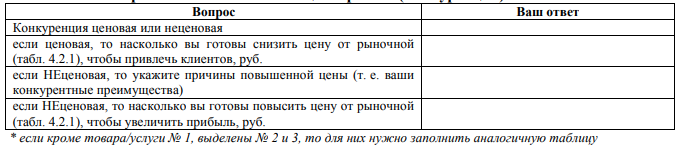 Вопрос Ваш ответ
Конкуренция ценовая или неценовая
если ценовая, то насколько вы готовы снизить цену от рыночной
(табл. 4.2.1), чтобы привлечь клиентов, руб.
если НЕценовая, то укажите причины повышенной цены (т. е. ваши
конкурентные преимущества)
если НЕценовая, то насколько вы готовы повысить цену от рыночной
(табл. 4.2.1), чтобы увеличить прибыль, руб.
* если кроме товара/услуги № 1, выделены № 2 и 3, то для них нужно заполнить аналогичную таблицу